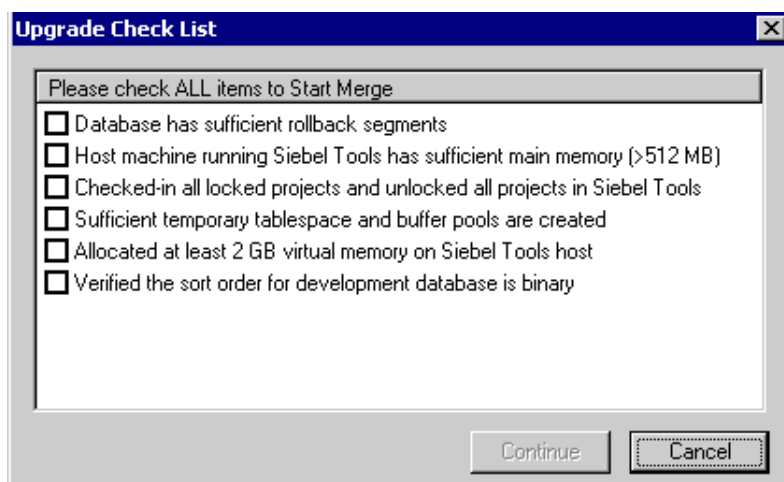 Upgrade Check List
Please check ALL items to Start Merge
Database has sufficient rollback segments
Host machine running Siebel Tools has sufficient main memory (>512 MB)
Checked-in all locked projects and unlocked all projects in Siebel Tools
Sufficient temporary tablespace and buffer pools are created
Allocated at least 2 GB virtual memory on Siebel Tools host
Verified the sort order for development database is binary
Continue
Cancel